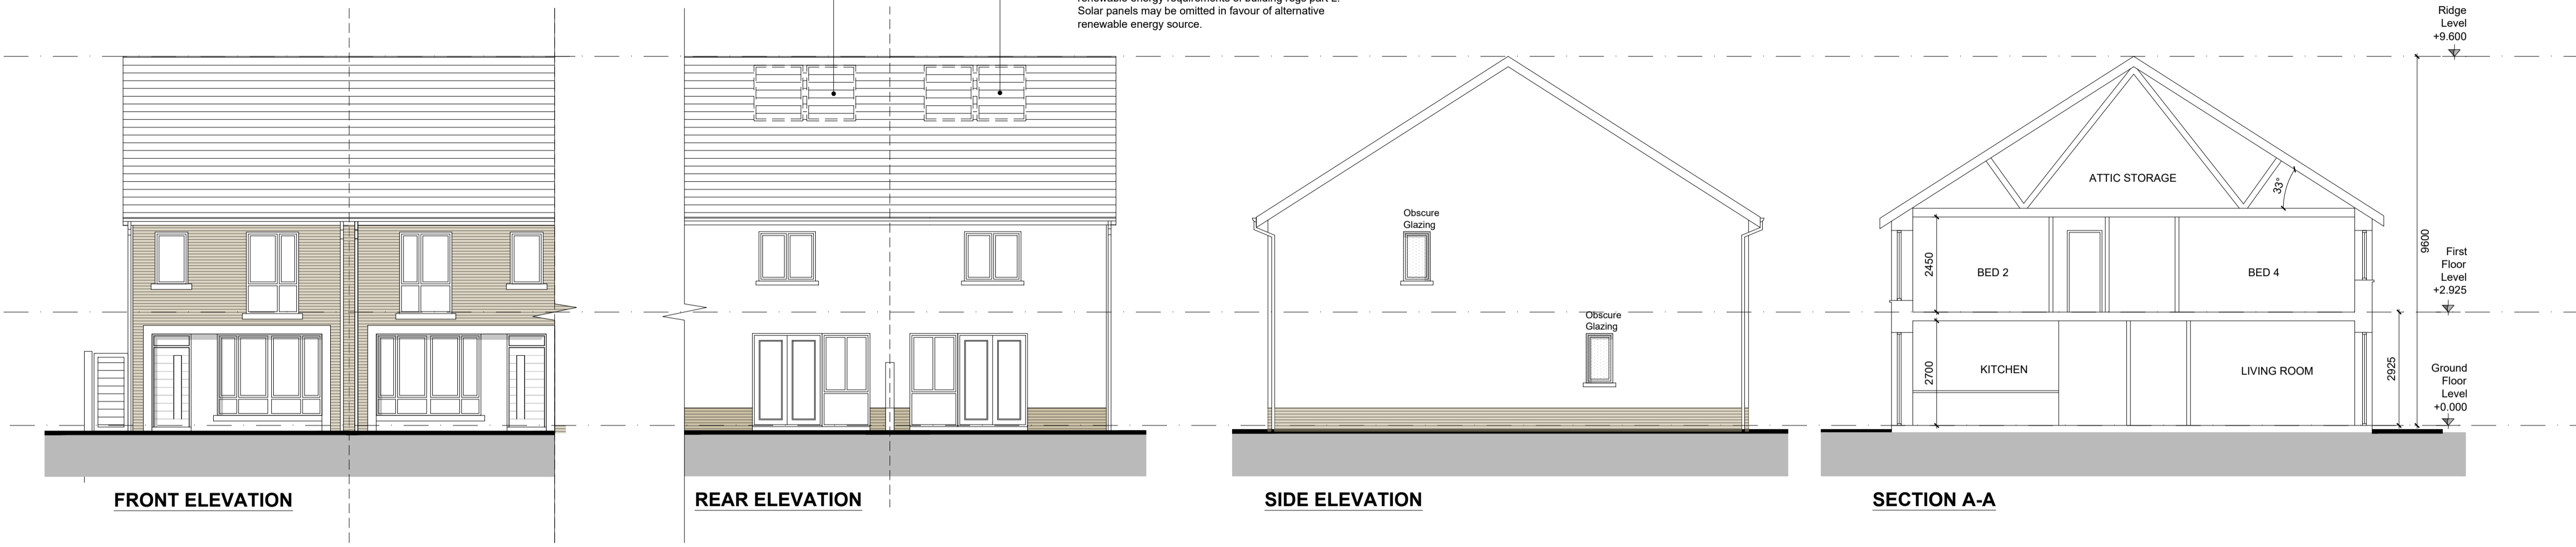 Solar panels may be omitted in favour of alternative
renewable energy source.
Ridge
Level
+9.600
Obscure
Glazing
Obscure
Glazing
ATTIC STORAGE
33°
2450
BED 2
BED 4
9600
First
Floor
Level
+2.925
2700
KITCHEN
LIVING ROOM
2925
Ground
Floor
Level
+0.000
FRONT ELEVATION
REAR ELEVATION
SIDE ELEVATION
SECTION A-A